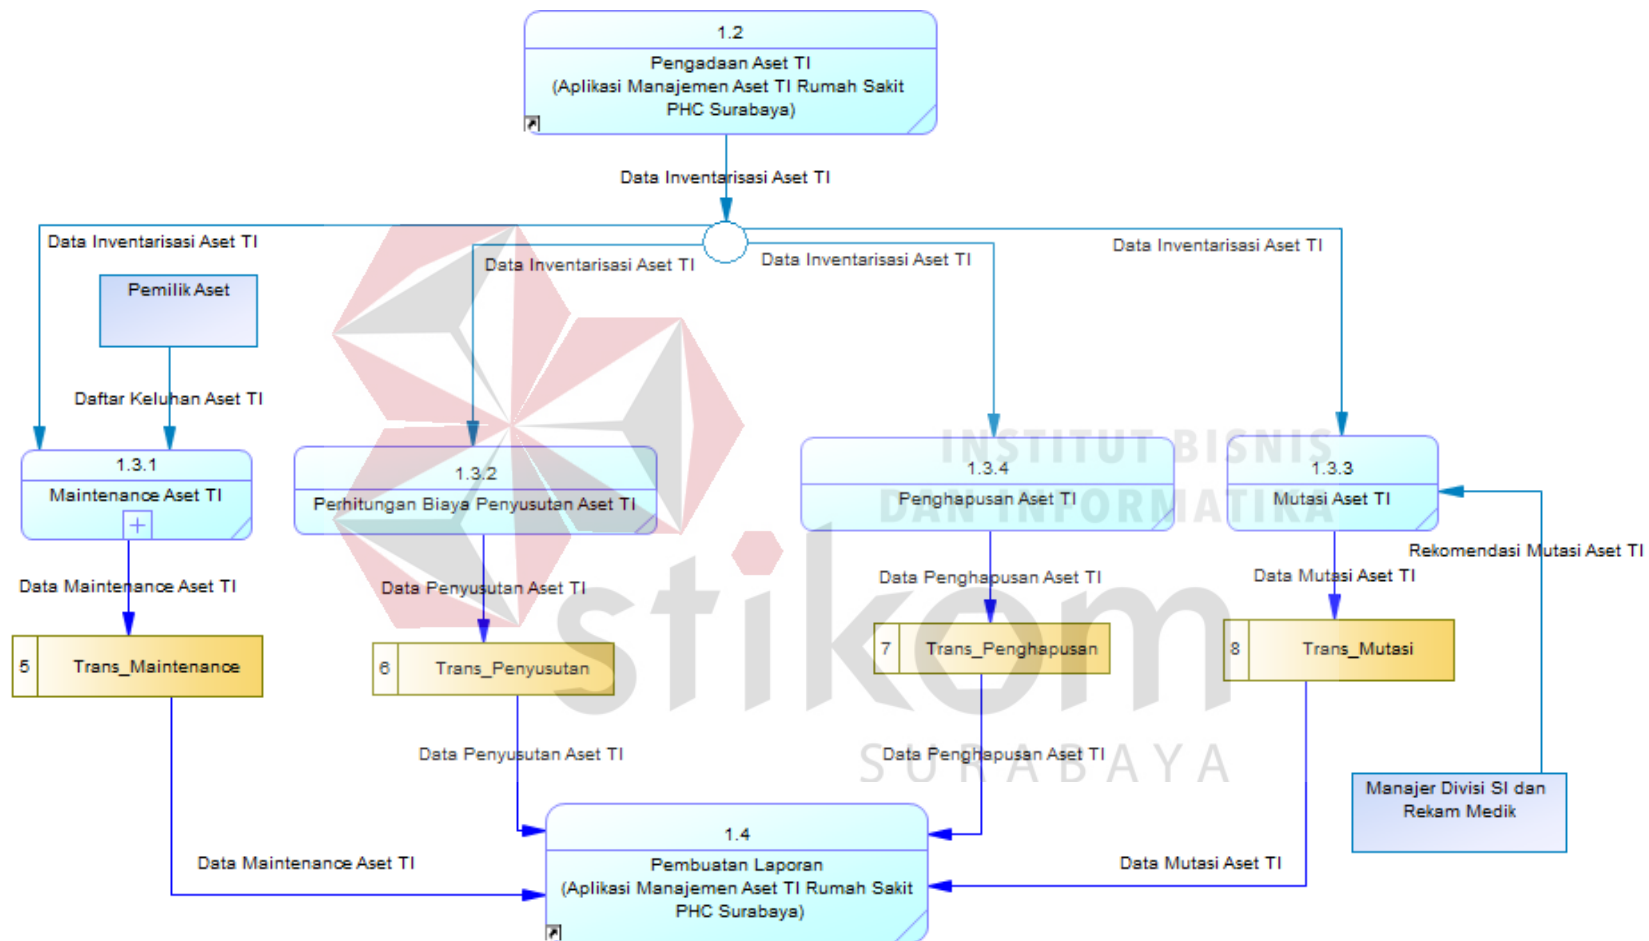 1.2
Pengadaan Aset TI
(Aplikasi Manajemen Aset TI Rumah Sakit
PHC Surabaya)
Data Inventarisasi Aset TI
Data Inventarisasi Aset TI
Data Inventarisasi Aset TI
Data Inventarisasi Aset TI
Data Inventarisasi Aset TI
Pemilik Aset
Daftar Keluhan Aset TI
1.3.1
Maintenance Aset TI
1.3.2
Perhitungan Biaya Penyusutan Aset TI
1.3.4
Penghapusan Aset TI
1.3.3
Mutasi Aset TI
INSTITUT BISNIS
DAN INFORMATIKA
stikom
SURABAYA
Rekomendasi Mutasi Aset TI
Data Maintenance Aset TI
Data Penyusutan Aset TI
Data Penghapusan Aset TI
Data Mutasi Aset TI
5 Trans_Maintenance
6 Trans_Penyusutan
7 Trans_Penghapusan
8 Trans_Mutasi
Data Penyusutan Aset TI
Data Penghapusan Aset TI
Manajer Divisi SI dan
Rekam Medik
Data Maintenance Aset TI
Data Mutasi Aset TI
1.4
Pembuatan Laporan
(Aplikasi Manajemen Aset TI Rumah Sakit
PHC Surabaya)